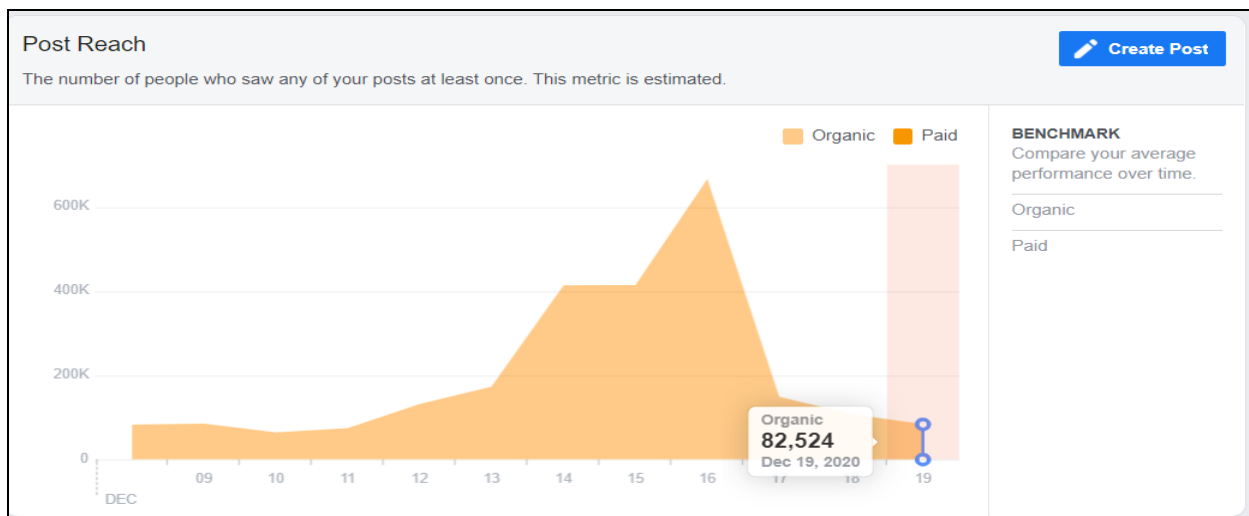 Post Reach
Create Post
The number of people who saw any of your posts at least once. This metric is estimated.
Organic
Paid
BENCHMARK
Compare your average
performance over time.
Organic
Paid
600K
400K
200K
0
Organic
82,524
Dec 19, 2020
09
10
11
12
13
14
15
16
17
18
19
DEC